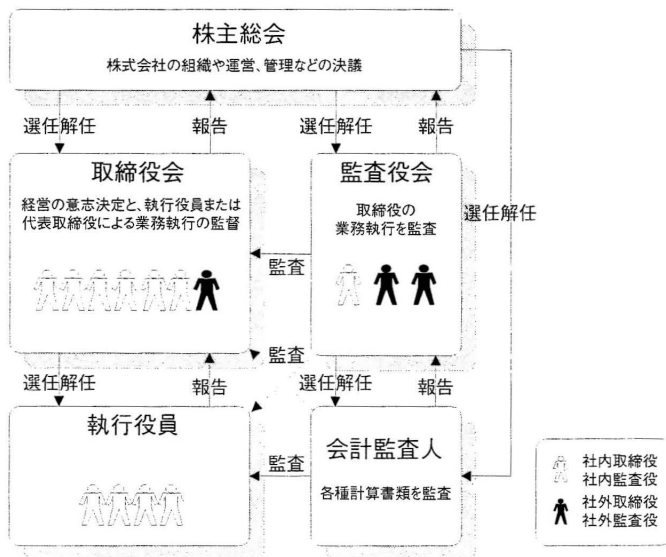 株主総会
株式会社の組織や運営、管理などの決議
選任解任
報告
選任解任
報告
取締役会
経営の意志決定と、執行役員または
代表取締役による業務執行の監督
監査役会
取締役の
業務執行を監査
選任解任
監査
監査
選任解任
報告
選任解任
報告
執行役員
監査
会計監査人
各種計算書類を監査
社内取締役
社内監査役
社外取締役
社外監査役